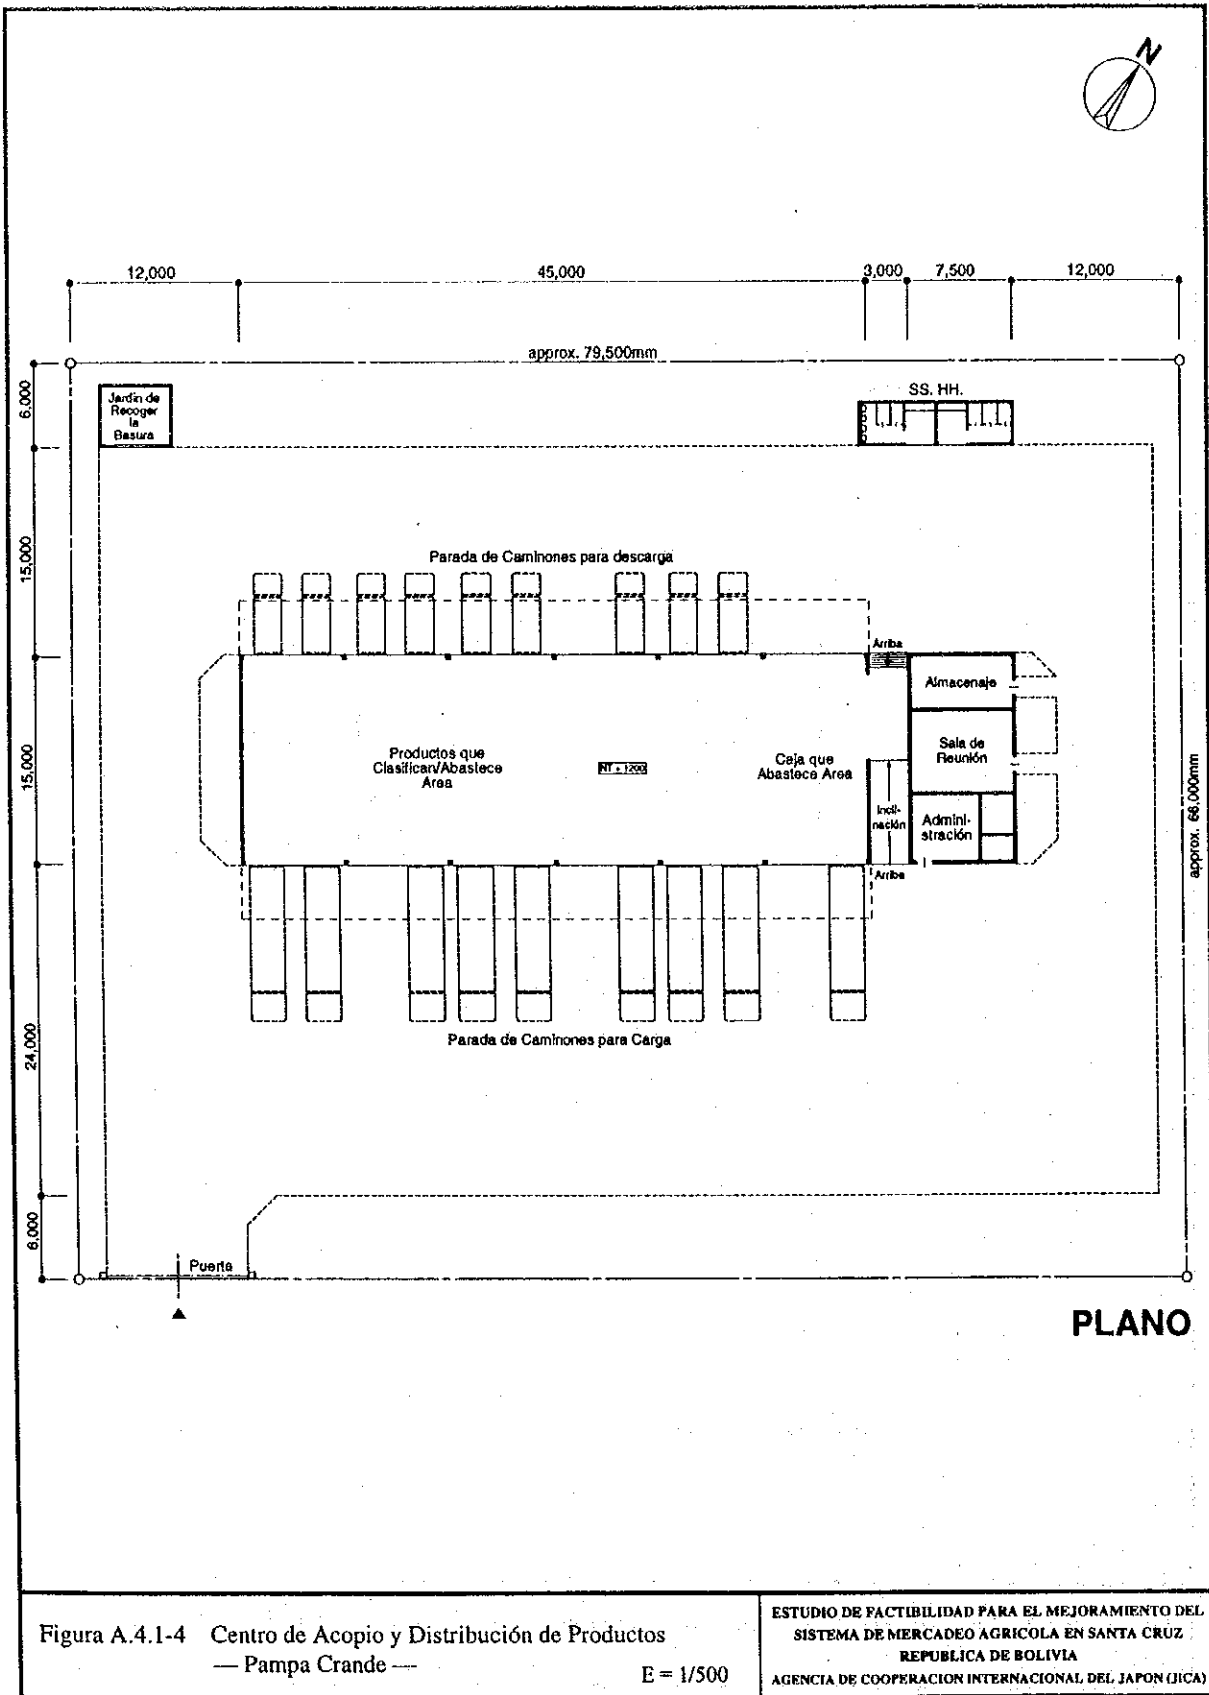 N
12,000
45,000
3,000
7,500
12,000
approx. 79,500mm
6.000
Jardin de
Recoger
la
Basura
SS. HH.
15,000
Parada de Caminones para descarga
Arriba
Almacenaje
15,000
Productos que
Clasifican/Abastece
Area
NT + 1200
Caja que
Abastece Area
Sala de
Reunión
Incli-
nación
Admini-
stración
approx. 66.000mm
Arriba
24,000
Parada de Caminones para Carga
6,000
Puerta
PLANO
Figura A.4.1-4 Centro de Acopio y Distribución de Productos
— Pampa Crande —
E = 1/500
ESTUDIO DE FACTIBILIDAD PARA EL MEJORAMIENTO DEL
SISTEMA DE MERCADEO AGRICOLA EN SANTA CRUZ
REPUBLICA DE BOLIVIA
AGENCIA DE COOPERACION INTERNACIONAL DEL JAPON (JICA)